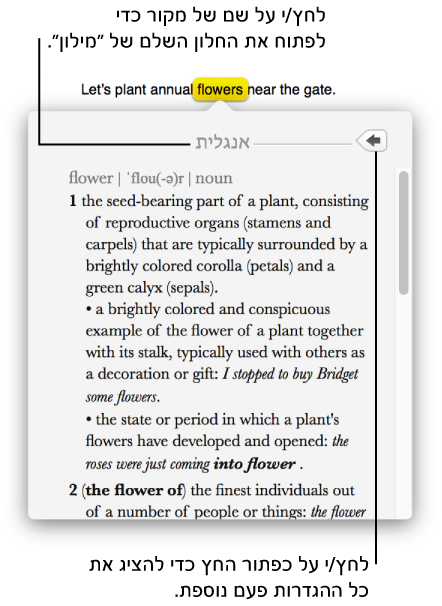 לחץ/י על שם של מקור כדי
לפתוח את החלון השלם של ״מילון״.
Let's plant annual flowers near the gate.
אנגלית
flower | ˈflou(-ə)r | noun
1 the seed-bearing part of a plant, consisting
of reproductive organs (stamens and
carpels) that are typically surrounded by a
brightly colored corolla (petals) and a
green calyx (sepals).
• a brightly colored and conspicuous
example of the flower of a plant together
with its stalk, typically used with others as
a decoration or gift: I stopped to buy Bridget
some flowers.
• the state or period in which a plant's
flowers have developed and opened: the
roses were just coming into flower .
2 (the flower of) the finest individuals out
of a number of people or things: the flower
לחץ/י על כפתור החץ כדי להציג את
כל ההגדרות פעם נוספת.